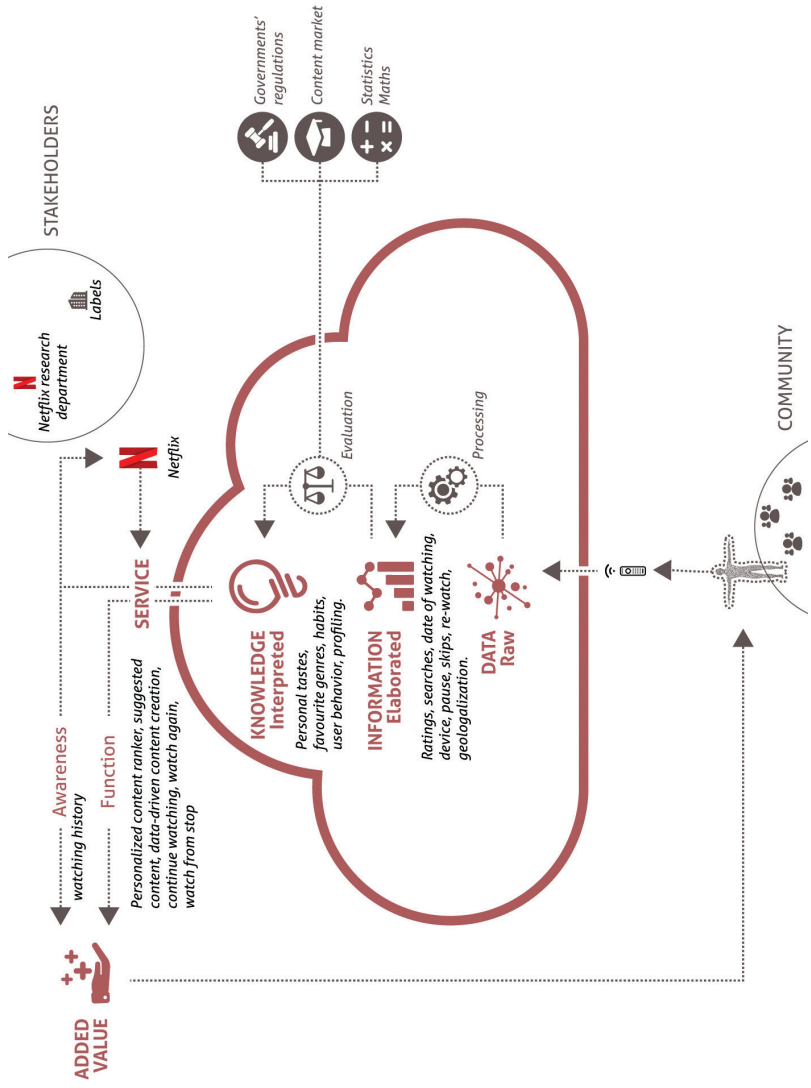 ADDED
VALUE
Awareness
watching history
Function
Personalized content ranker, suggested
content, data-driven content creation,
continue watching, watch again,
watch from stop
SERVICE
N
Netflix
STAKEHOLDERS
N
Netflix research
department
Labels
KNOWLEDGE
Interpreted
Personal tastes,
favourite genres, habits,
user behavior, profiling.
Evaluation
Governments'
regulations
Content market
Statistics
Maths
INFORMATION
Elaborated
Ratings, searches, date of watching,
device, pause, skips, re-watch,
geologalization.
Processing
DATA
Raw
COMMUNITY